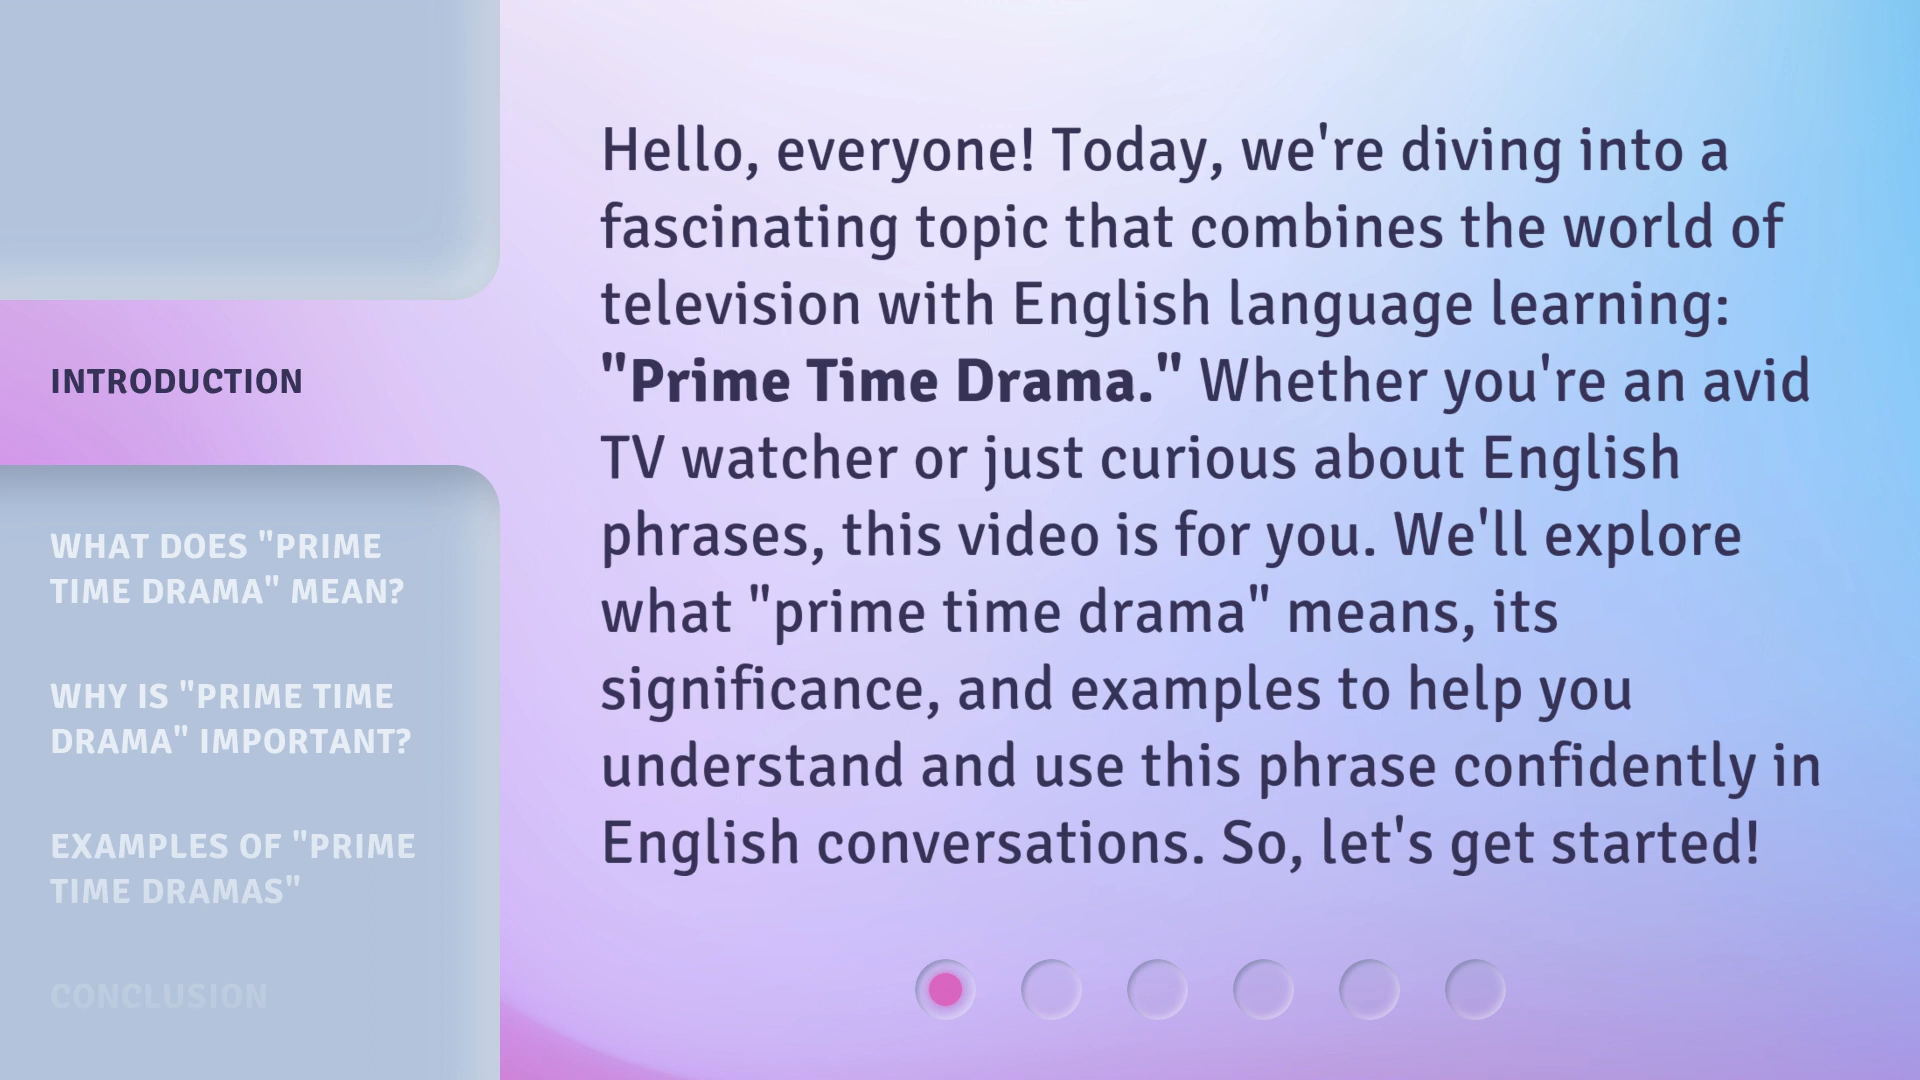 INTRODUCTION
WHAT DOES "PRIME
TIME DRAMA" MEAN?
WHY IS "PRIME TIME
DRAMA" IMPORTANT?
EXAMPLES OF "PRIME
TIME DRAMAS"
CONCLUSION
Hello, everyone! Today, we're diving into a
fascinating topic that combines the world of
television with English language learning:
"Prime Time Drama." Whether you're an avid
TV watcher or just curious about English
phrases, this video is for you. We'll explore
what "prime time drama" means, its
significance, and examples to help you
understand and use this phrase confidently in
English conversations. So, let's get started!